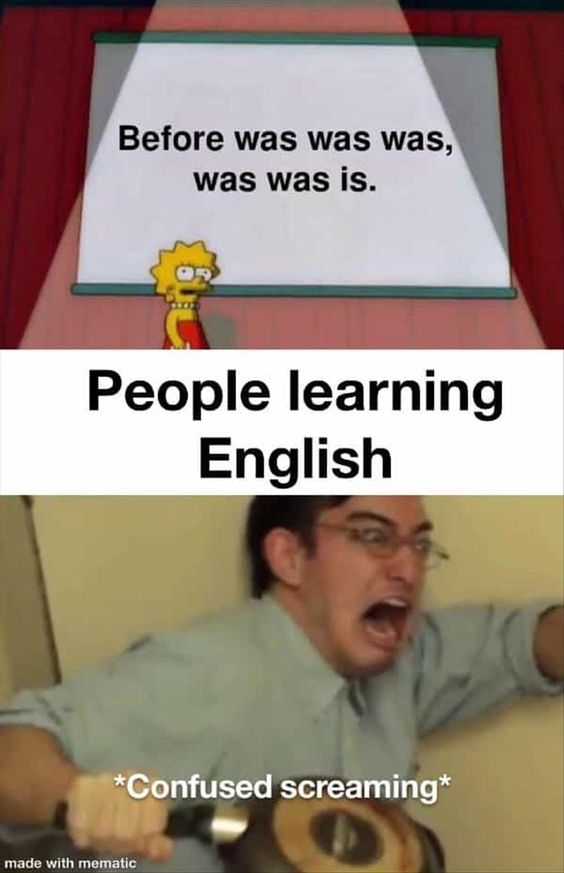 Before was was was,
was was is.
People learning
English
*Confused screaming*
made with mematic